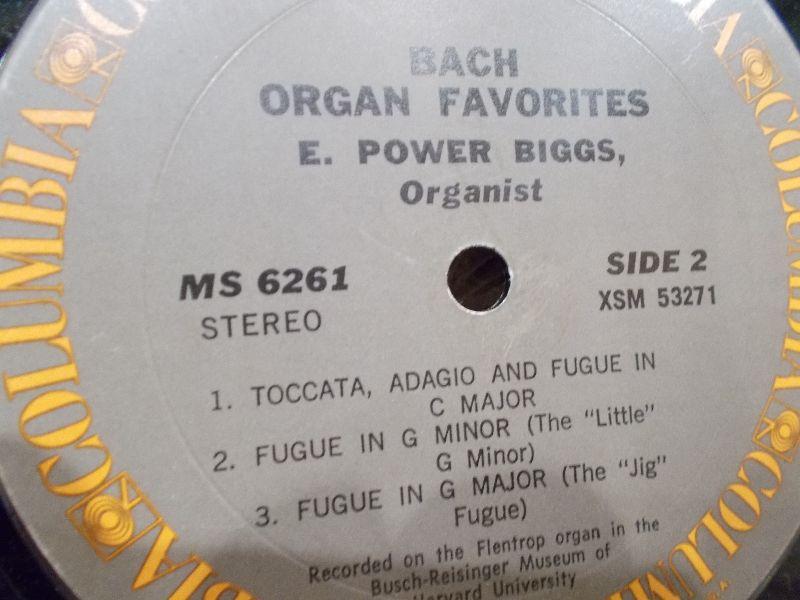 BACH
ORGAN FAVORITES
E. POWER BIGGS,
Organist
MS 6261
STEREO
SIDE 2
XSM 53271
1. TOCCATA, ADAGIO AND FUGUE IN
C MAJOR
2. FUGUE IN G MINOR (The "Little"
G Minor)
3. FUGUE IN G MAJOR (The "Jig"
Fugue)
Recorded on the Flentrop organ in the
Busch-Reisinger Museum of
Harvard University
COLUMBIA
COLUMBIA
COLUMBIA